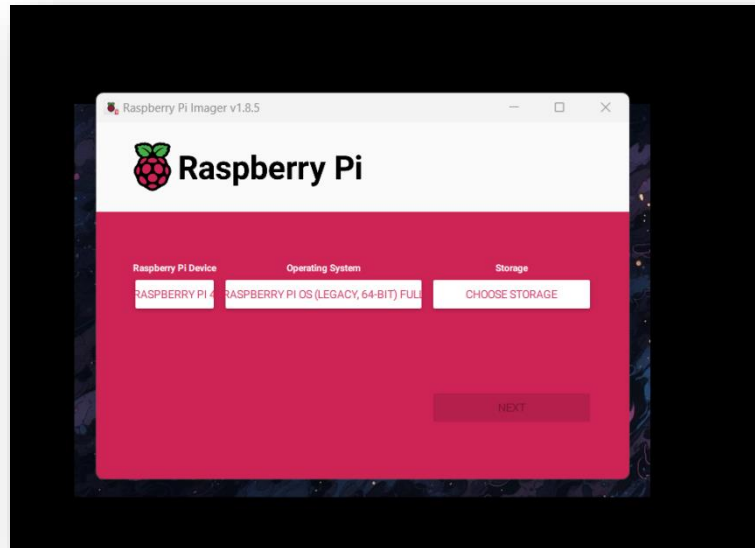 Raspberry Pi Imager v1.8.5
Raspberry Pi
Raspberry Pi Device Operating System Storage
RASPBERRY PI 4 RASPBERRY PI OS (LEGACY, 64-BIT) FULL CHOOSE STORAGE
NEXT